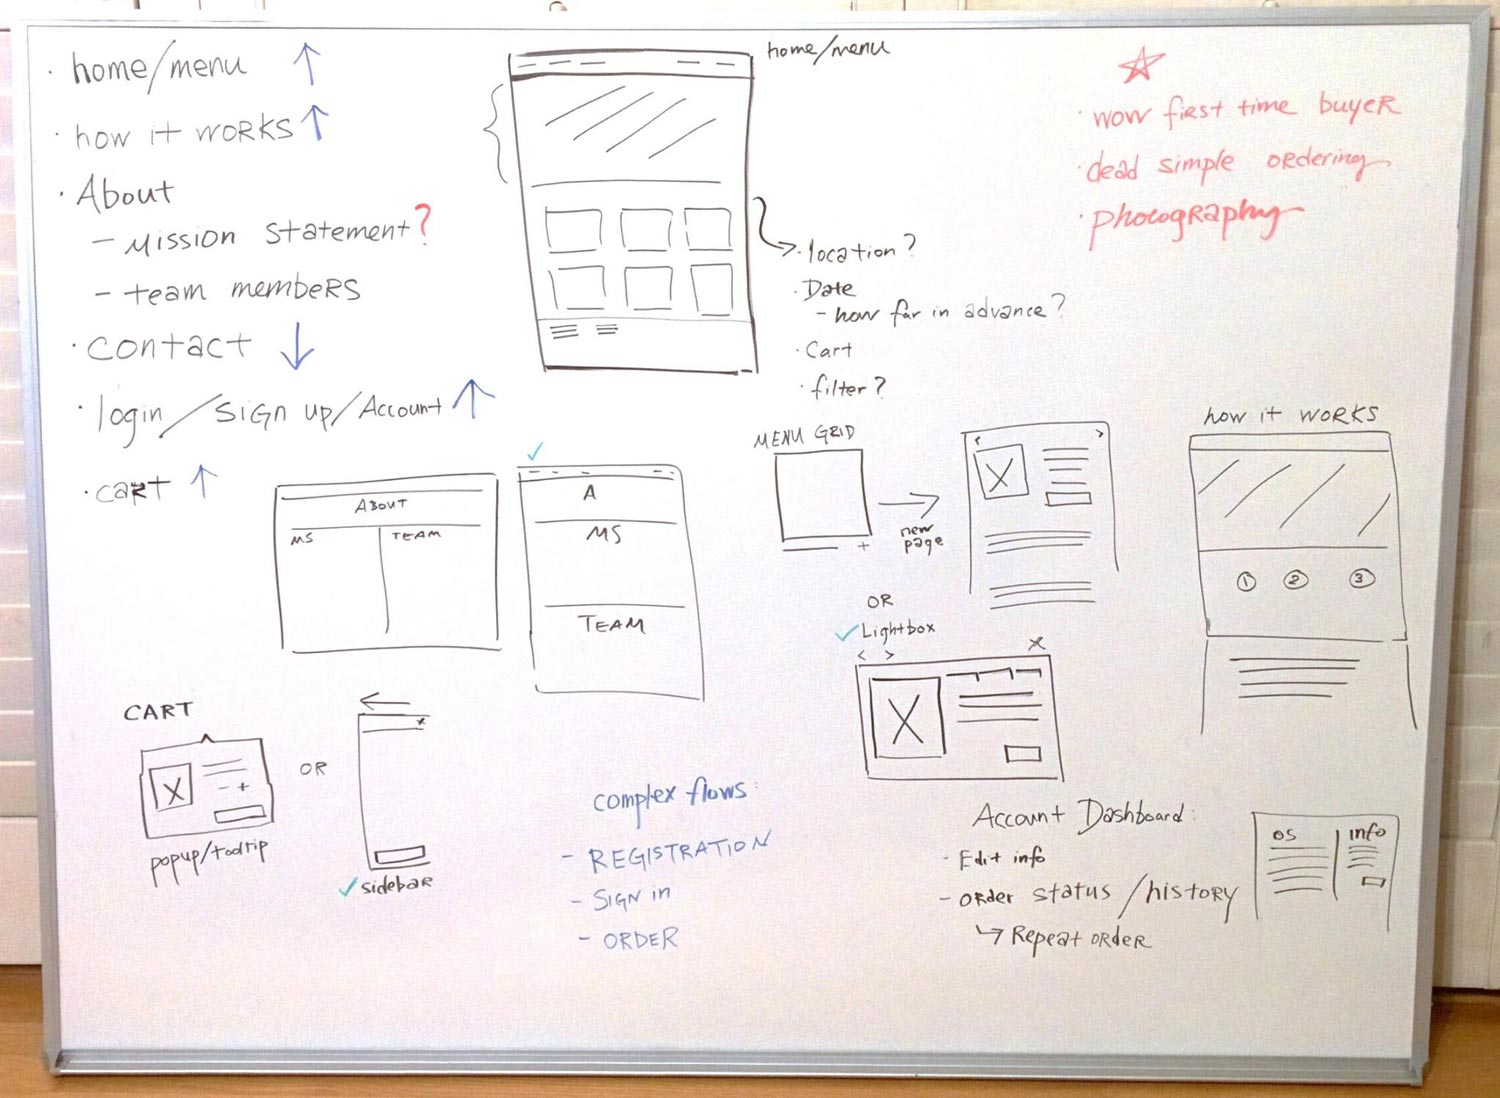 · home/menu ↑
· how it works ↑
· About
– Mission Statement?
– team members
· contact ↓
· login/sign up/Account ↑
· cart ↑
home/menu
☆
· wow first time buyer
· dead simple ordering
· photography
· location?
· Date
– how far in advance?
· Cart
· filter?
ABOUT
MS TEAM
✓
A
MS
TEAM
MENU GRID
+
→
new
page
< >
X
OR
✓ Lightbox
< > X
X
how it works
① ② ③
CART
X
– +
popup/tooltip
OR
←
x
✓ sidebar
complex flows:
– REGISTRATION
– SIGN in
– ORDER
Account Dashboard:
- Edit info
– order status/history
↳ Repeat order
OS info